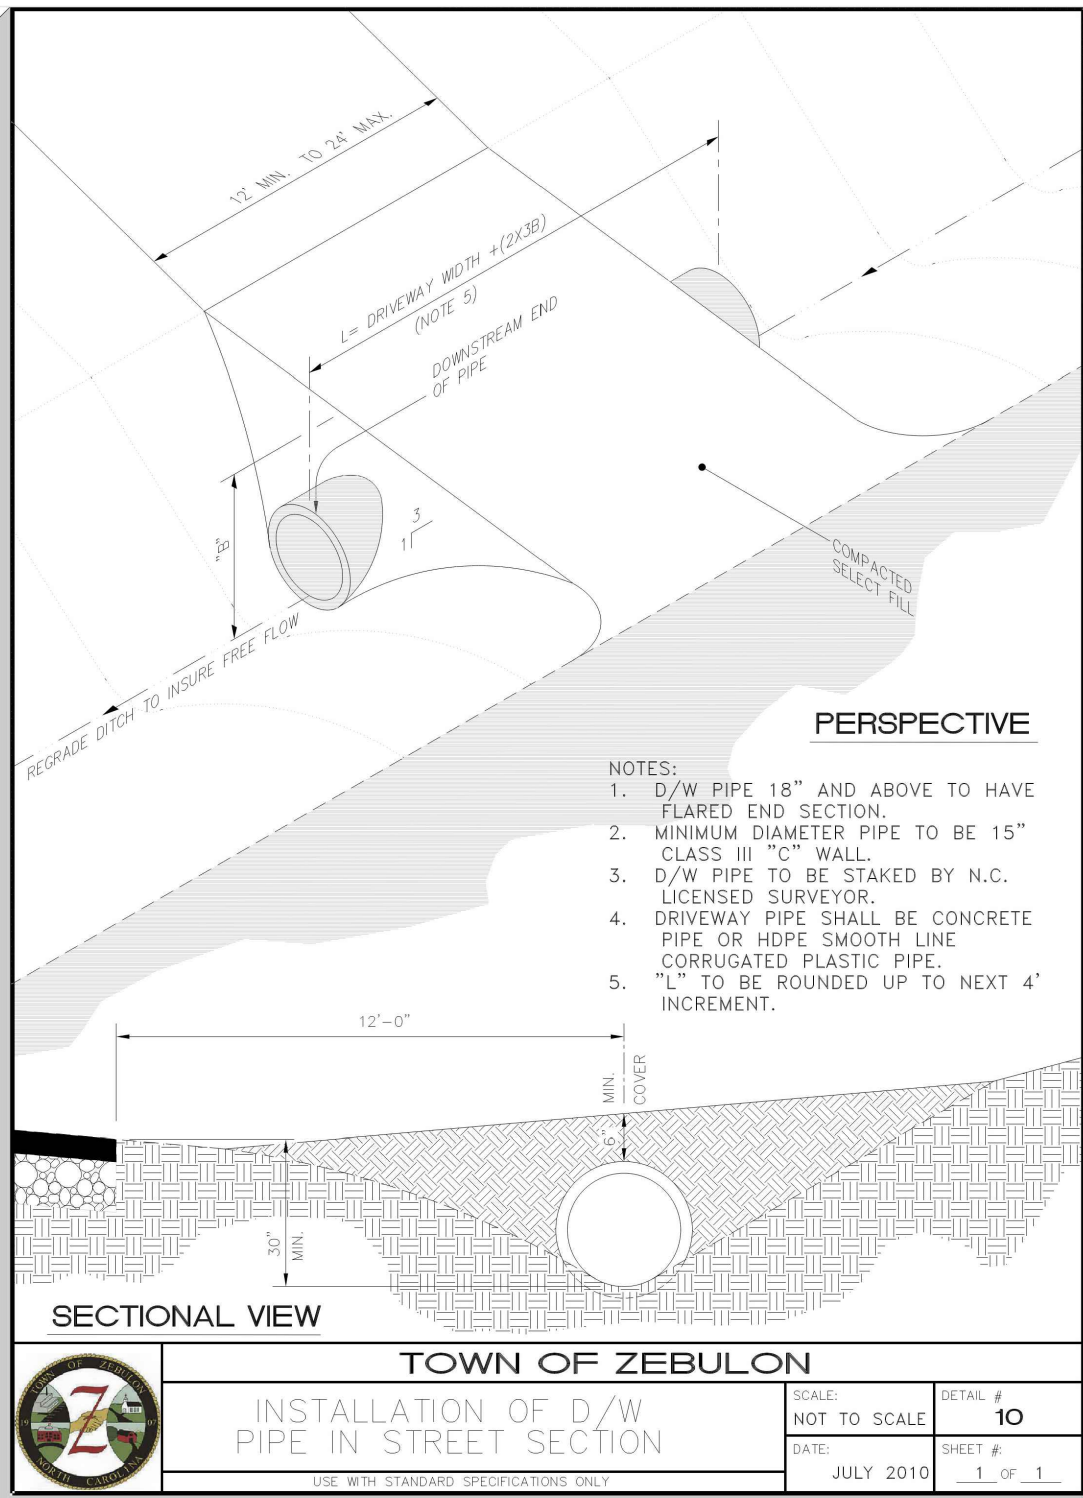 12' MIN. TO 24' MAX.
L= DRIVEWAY WIDTH +(2X3B)
(NOTE 5)
DOWNSTREAM END
OF PIPE
"B"
3
1
COMPACTED
SELECT FILL
REGRADE DITCH TO INSURE FREE FLOW
PERSPECTIVE
NOTES:
1. D/W PIPE 18" AND ABOVE TO HAVE
FLARED END SECTION.
2. MINIMUM DIAMETER PIPE TO BE 15"
CLASS III "C" WALL.
3. D/W PIPE TO BE STAKED BY N.C.
LICENSED SURVEYOR.
4. DRIVEWAY PIPE SHALL BE CONCRETE
PIPE OR HDPE SMOOTH LINE
CORRUGATED PLASTIC PIPE.
5. "L" TO BE ROUNDED UP TO NEXT 4'
INCREMENT.
12'-0"
MIN.
COVER
6"
30"
MIN.
SECTIONAL VIEW
TOWN OF ZEBULON
19 07
Z
NORTH CAROLINA
TOWN OF ZEBULON
INSTALLATION OF D/W
PIPE IN STREET SECTION
USE WITH STANDARD SPECIFICATIONS ONLY
SCALE:
NOT TO SCALE
DETAIL #
10
DATE:
JULY 2010
SHEET #:
1 OF 1